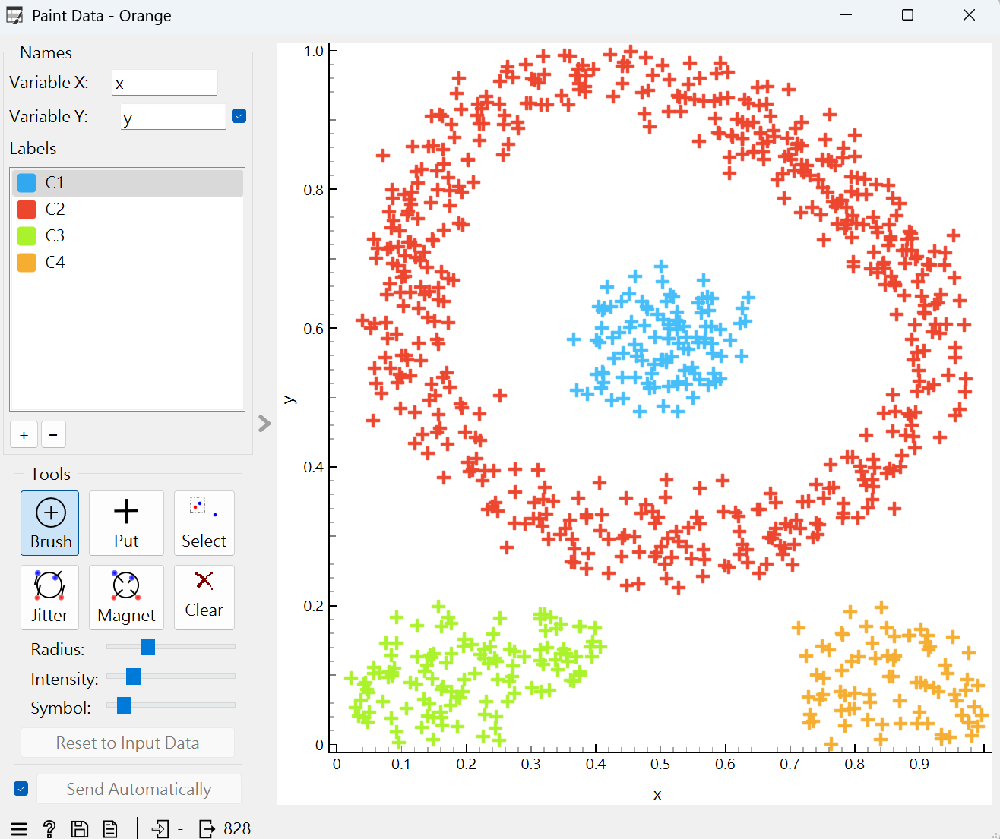 Paint Data - Orange
Names
Variable X: x
Variable Y: y
Labels
C1
C2
C3
C4
+ −
Tools
Brush Put Select
Jitter Magnet Clear
Radius:
Intensity:
Symbol:
Reset to Input Data
Send Automatically
? - 828
1.0
0.8
0.6
0.4
0.2
0
y
0 0.1 0.2 0.3 0.4 0.5 0.6 0.7 0.8 0.9
x